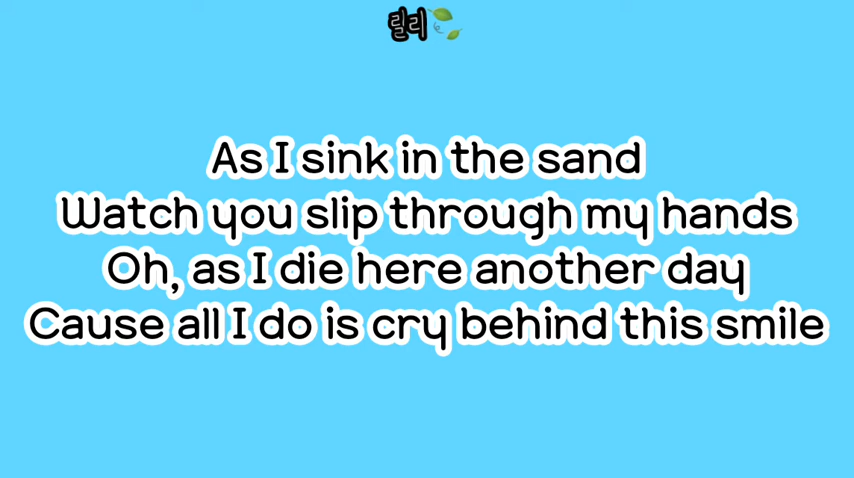 릴리
As I sink in the sand
Watch you slip through my hands
Oh, as I die here another day
Cause all I do is cry behind this smile